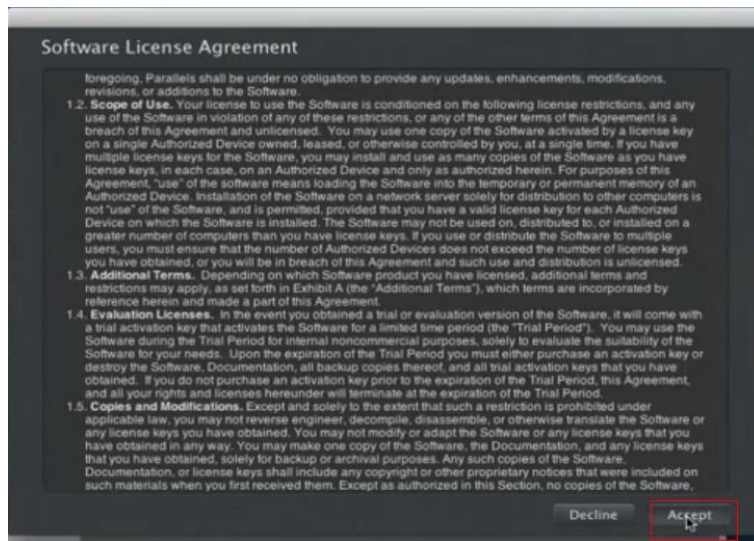 Software License Agreement
foregoing, Parallels shall be under no obligation to provide any updates, enhancements, modifications,
revisions, or additions to the Software.
1.2. Scope of Use. Your license to use the Software is conditioned on the following license restrictions, and any
use of the Software in violation of any of these restrictions, or any of the other terms of this Agreement is a
breach of this Agreement and unlicensed. You may use one copy of the Software activated by a license key
on a single Authorized Device owned, leased, or otherwise controlled by you, at a single time. If you have
multiple license keys for the Software, you may install and use as many copies of the Software as you have
license keys, in each case, on an Authorized Device and only as authorized herein. For purposes of this
Agreement, "use" of the software means loading the Software into the temporary or permanent memory of an
Authorized Device. Installation of the Software on a network server solely for distribution to other computers is
not "use" of the Software, and is permitted, provided that you have a valid license key for each Authorized
Device on which the Software is installed. The Software may not be used on, distributed to, or installed on a
greater number of computers than you have license keys. If you use or distribute the Software to multiple
users, you must ensure that the number of Authorized Devices does not exceed the number of license keys
you have obtained, or you will be in breach of this Agreement and such use and distribution is unlicensed.
1.3. Additional Terms. Depending on which Software product you have licensed, additional terms and
restrictions may apply, as set forth in Exhibit A (the "Additional Terms"), which terms are incorporated by
reference herein and made a part of this Agreement.
1.4. Evaluation Licenses. In the event you obtained a trial or evaluation version of the Software, it will come with
a trial activation key that activates the Software for a limited time period (the "Trial Period"). You may use the
Software during the Trial Period for internal noncommercial purposes, solely to evaluate the suitability of the
Software for your needs. Upon the expiration of the Trial Period you must either purchase an activation key or
destroy the Software, Documentation, all backup copies thereof, and all trial activation keys that you have
obtained. If you do not purchase an activation key prior to the expiration of the Trial Period, this Agreement,
and all your rights and licenses hereunder will terminate at the expiration of the Trial Period.
1.5. Copies and Modifications. Except and solely to the extent that such a restriction is prohibited under
applicable law, you may not reverse engineer, decompile, disassemble, or otherwise translate the Software or
any license keys you have obtained. You may not modify or adapt the Software or any license keys that you
have obtained in any way. You may make one copy of the Software, the Documentation, and any license keys
that you have obtained, solely for backup or archival purposes. Any such copies of the Software,
Documentation, or license keys shall include any copyright or other proprietary notices that were included on
such materials when you first received them. Except as authorized in this Section, no copies of the Software,
Decline
Accept